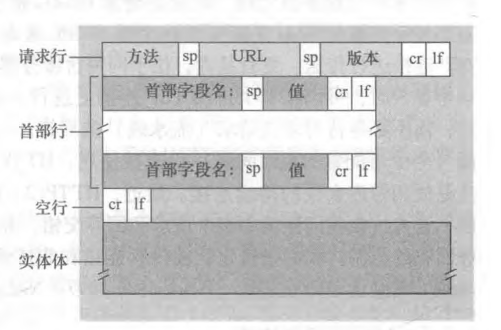 请求行 方法 sp URL sp 版本 cr lf
首部字段名: sp 值 cr lf
首部行
首部字段名: sp 值 cr lf
空行 cr lf
实体体